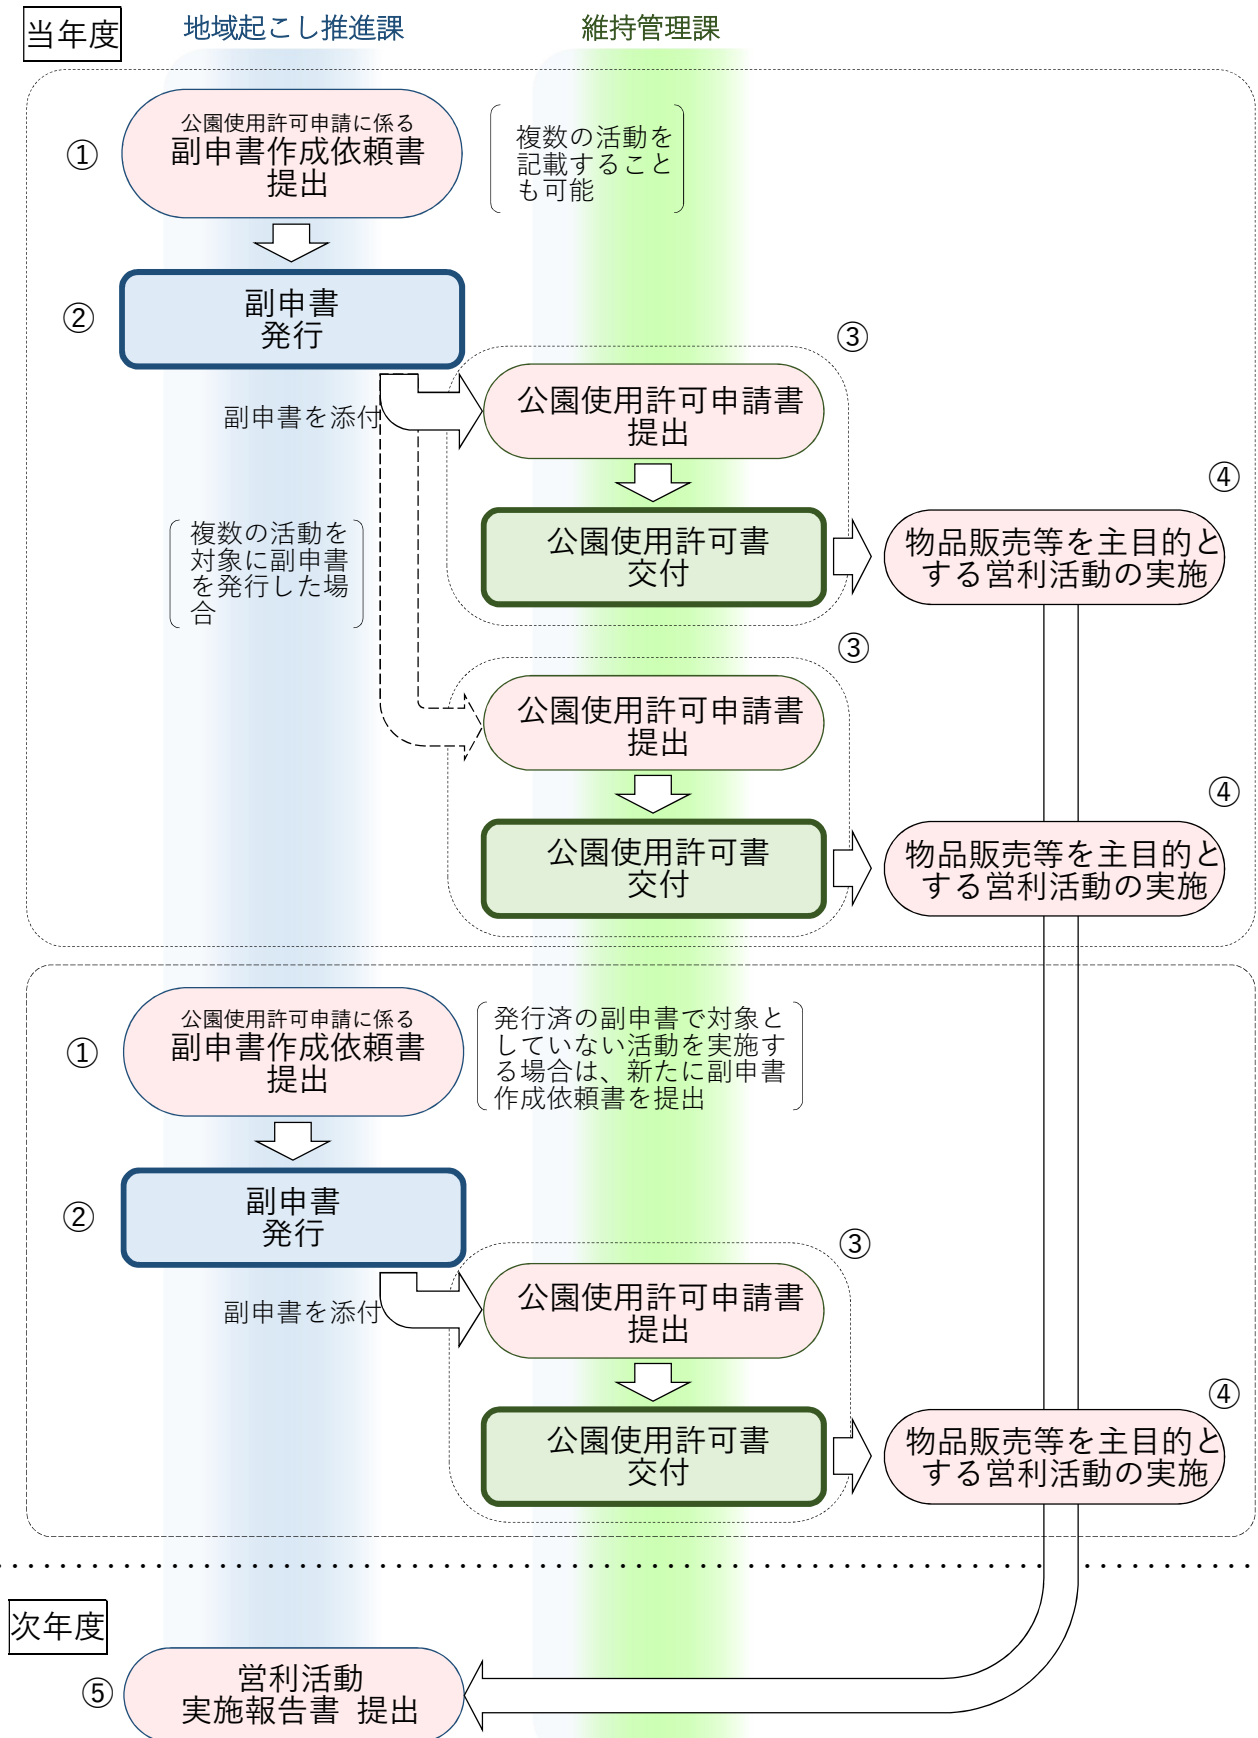 当年度
地域起こし推進課
維持管理課
①
公園使用許可申請に係る
副申書作成依頼書
提出
複数の活動を
記載すること
も可能
②
副申書
発行
副申書を添付
③
公園使用許可申請書
提出
公園使用許可書
交付
④
物品販売等を主目的と
する営利活動の実施
複数の活動を
対象に副申書
を発行した場
合
③
公園使用許可申請書
提出
公園使用許可書
交付
④
物品販売等を主目的と
する営利活動の実施
①
公園使用許可申請に係る
副申書作成依頼書
提出
発行済の副申書で対象と
していない活動を実施す
る場合は、新たに副申書
作成依頼書を提出
②
副申書
発行
副申書を添付
③
公園使用許可申請書
提出
公園使用許可書
交付
④
物品販売等を主目的と
する営利活動の実施
次年度
⑤
営利活動
実施報告書 提出